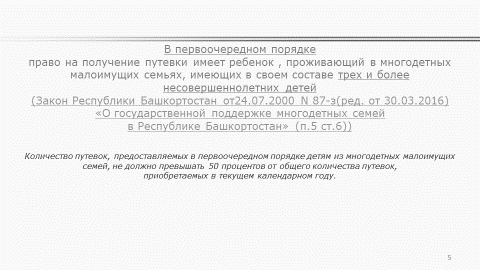 В первоочередном порядке
право на получение путевки имеет ребенок , проживающий в многодетных
малоимущих семьях, имеющих в своем составе трех и более
несовершеннолетних детей
(Закон Республики Башкортостан от24.07.2000 N 87-з(ред. от 30.03.2016)
«О государственной поддержке многодетных семей
в Республике Башкортостан» (п.5 ст.6))
Количество путевок, предоставляемых в первоочередном порядке детям из многодетных малоимущих
семей, не должно превышать 50 процентов от общего количества путевок,
приобретаемых в текущем календарном году.
5